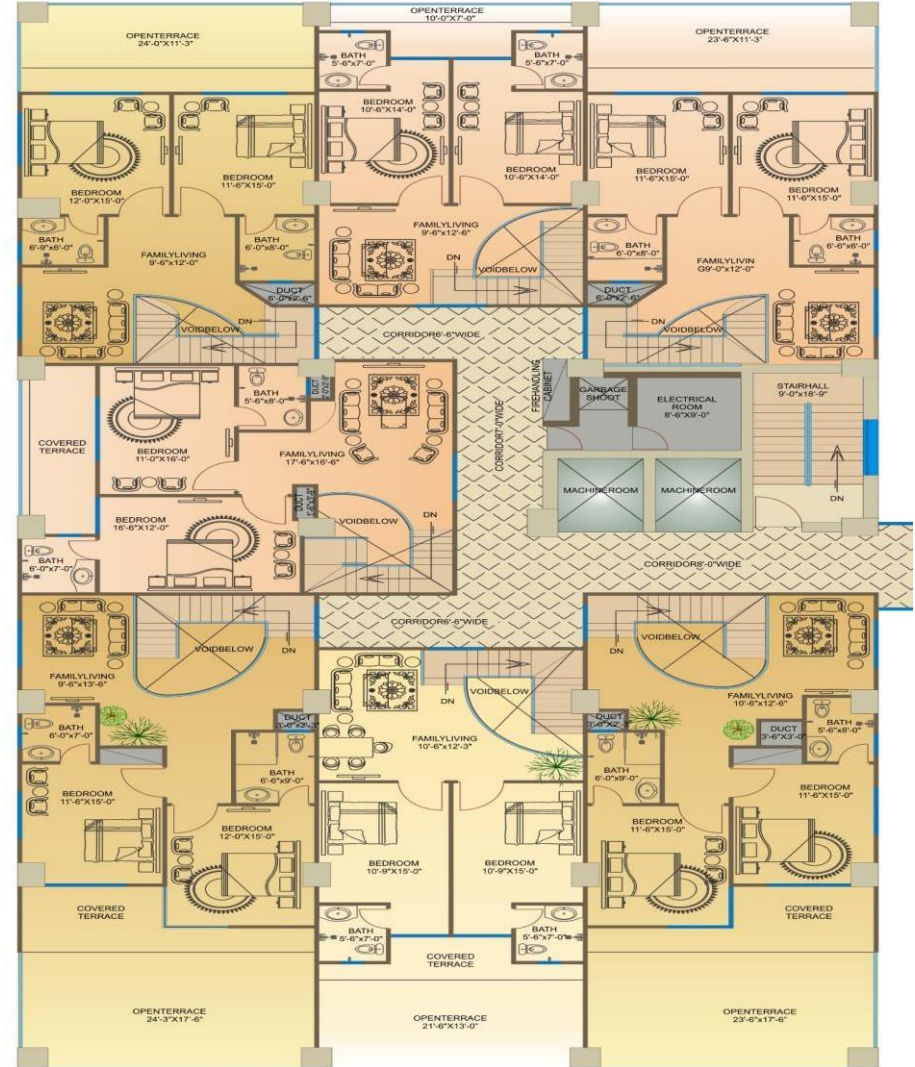 OPENTERRACE
24'-0"X11'-3"
OPENTERRACE
10'-0"X7'-0"
OPENTERRACE
23'-6"X11'-3"
BATH
5'-6"x7'-0"
BATH
5'-6"x7'-0"
BEDROOM
12'-0"X15'-0"
BEDROOM
11'-6"X15'-0"
BEDROOM
10'-6"X14'-0"
BEDROOM
10'-6"X14'-0"
BEDROOM
11'-6"X15'-0"
BEDROOM
11'-6"X15'-0"
BATH
6'-9"x6'-0"
FAMILYLIVING
9'-6"x12'-0"
BATH
6'-0"x8'-0"
FAMILYLIVING
9'-6"x12'-6"
DN
VOIDBELOW
BATH
6'-0"x8'-0"
FAMILYLIVIN
G9'-0"x12'-0"
BATH
6'-6"x6'-0"
DUCT
6'-0"x2'-6"
VOIDBELOW
DN
DUCT
6'-0"x2'-6"
DN
VOIDBELOW
CORRIDOR6'-6"WIDE
COVERED
TERRACE
BEDROOM
11'-0"X16'-0"
BATH
5'-6"x8'-0"
DUCT
FAMILYLIVING
17'-6"x16'-6"
CORRIDOR7'-0"WIDE
FIREHANDLING
CABINET
GARBAGE
SHOOT
ELECTRICAL
ROOM
8'-6"X9'-0"
STAIRHALL
9'-0"x18'-9"
DN
MACHINEROOM
MACHINEROOM
BEDROOM
16'-6"X12'-0"
DUCT
VOIDBELOW
DN
BATH
6'-0"x7'-0"
CORRIDOR8'-0"WIDE
CORRIDOR6'-6"WIDE
VOIDBELOW
DN
FAMILYLIVING
9'-6"x13'-6"
FAMILYLIVING
10'-6"x12'-3"
DN
VOIDBELOW
DN
VOIDBELOW
FAMILYLIVING
10'-6"x12'-6"
BATH
6'-0"x7'-0"
DUCT
BATH
6'-6"x9'-0"
DUCT
BATH
6'-0"x9'-0"
DUCT
3'-6"X3'-0"
BATH
5'-6"x8'-0"
BEDROOM
11'-6"X15'-0"
BEDROOM
12'-0"X15'-0"
BEDROOM
10'-9"X15'-0"
BEDROOM
10'-9"X15'-0"
BEDROOM
11'-6"X15'-0"
BEDROOM
11'-6"X15'-0"
COVERED
TERRACE
BATH
5'-6"x7'-0"
BATH
5'-6"x7'-0"
COVERED
TERRACE
COVERED
TERRACE
OPENTERRACE
24'-3"X17'-6"
OPENTERRACE
21'-6"X13'-0"
OPENTERRACE
23'-6"x17'-6"